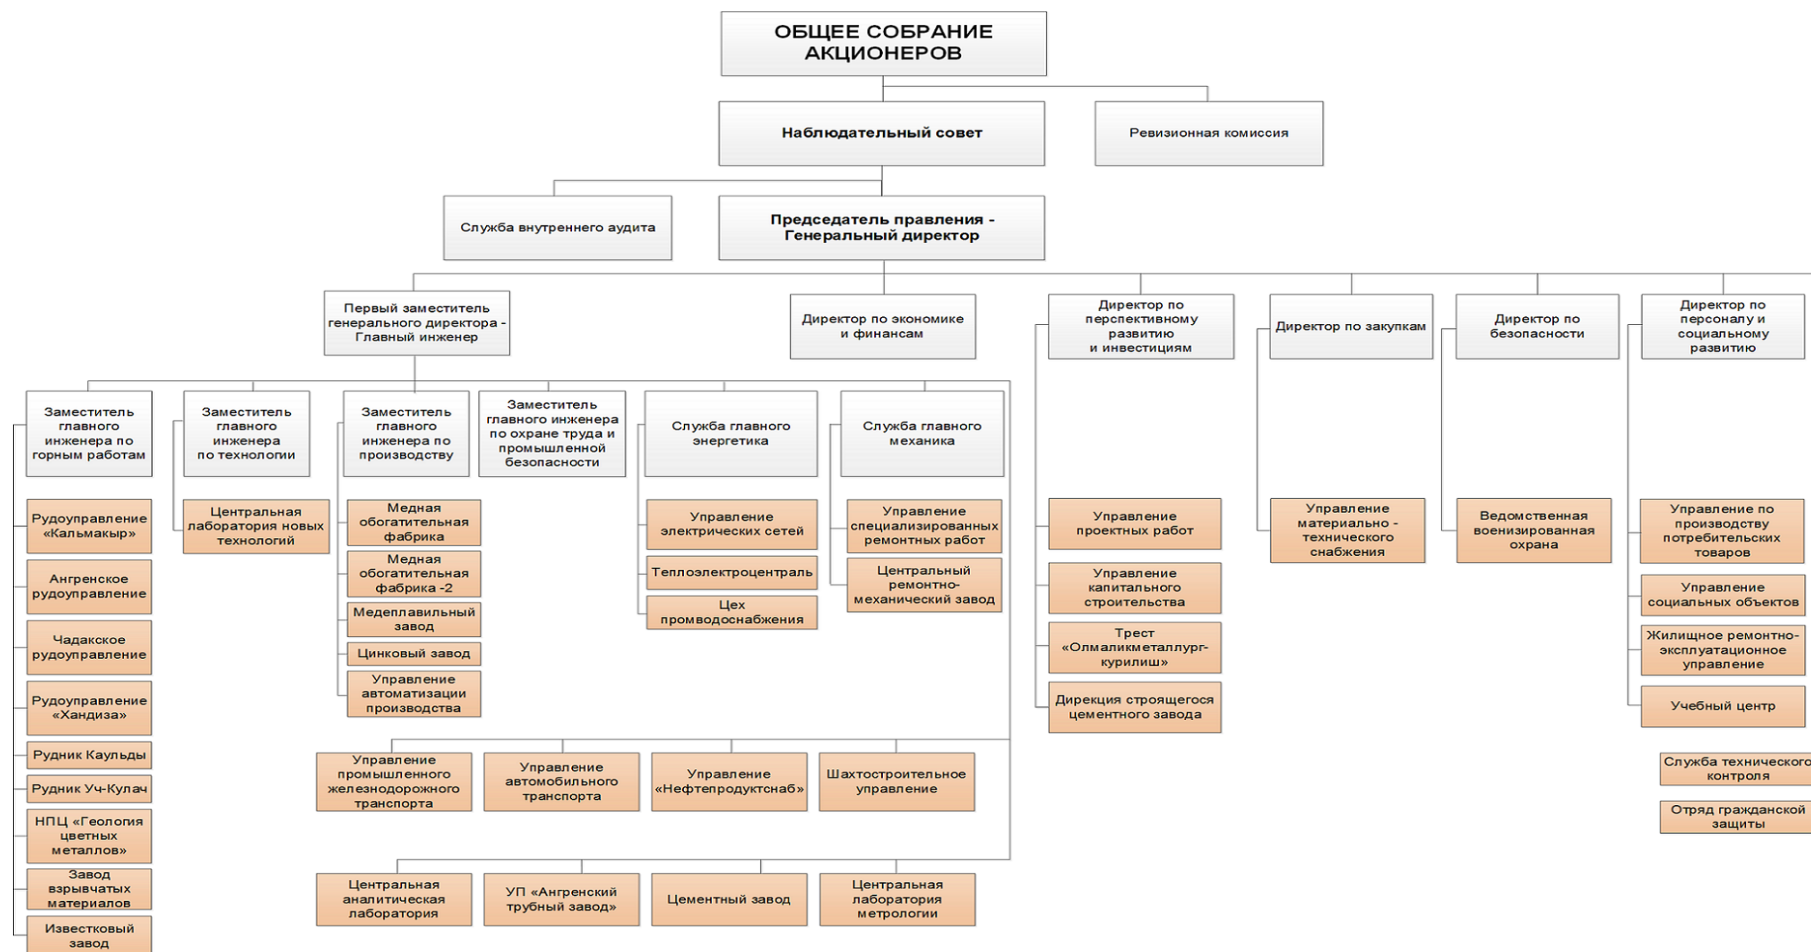 ОБЩЕЕ СОБРАНИЕ
АКЦИОНЕРОВ
Наблюдательный совет
Ревизионная комиссия
Служба внутреннего аудита
Председатель правления -
Генеральный директор
Первый заместитель
генерального директора -
Главный инженер
Директор по экономике
и финансам
Директор по
перспективному
развитию
и инвестициям
Директор по закупкам
Директор по
безопасности
Директор по
персоналу и
социальному
развитию
Заместитель
главного
инженера по
горным работам
Заместитель
главного
инженера
по технологии
Заместитель
главного
инженера по
производству
Заместитель
главного инженера
по охране труда и
промышленной
безопасности
Служба главного
энергетика
Служба главного
механика
Рудоуправление
«Кальмакыр»
Ангренское
рудоуправление
Чадакское
рудоуправление
Рудоуправление
«Хандиза»
Рудник Каульды
Рудник Уч-Кулач
НПЦ «Геология
цветных
металлов»
Завод
взрывчатых
материалов
Известковый
завод
Центральная
лаборатория новых
технологий
Медная
обогатительная
фабрика
Медная
обогатительная
фабрика -2
Медеплавильный
завод
Цинковый завод
Управление
автоматизации
производства
Управление
электрических сетей
Теплоэлектроцентраль
Цех
промводоснабжения
Управление
специализированных
ремонтных работ
Центральный
ремонтно-
механический завод
Управление
проектных работ
Управление
капитального
строительства
Трест
«Олмаликметаллург-
курилиш»
Дирекция строящегося
цементного завода
Управление
материально -
технического
снабжения
Ведомственная
военизированная
охрана
Управление по
производству
потребительских
товаров
Управление
социальных объектов
Жилищное ремонтно-
эксплуатационное
управление
Учебный центр
Служба технического
контроля
Отряд гражданской
защиты
Управление
промышленного
железнодорожного
транспорта
Управление
автомобильного
транспорта
Управление
«Нефтепродуктснаб»
Шахтостроительное
управление
Центральная
аналитическая
лаборатория
УП «Ангренский
трубный завод»
Цементный завод
Центральная
лаборатория
метрологии